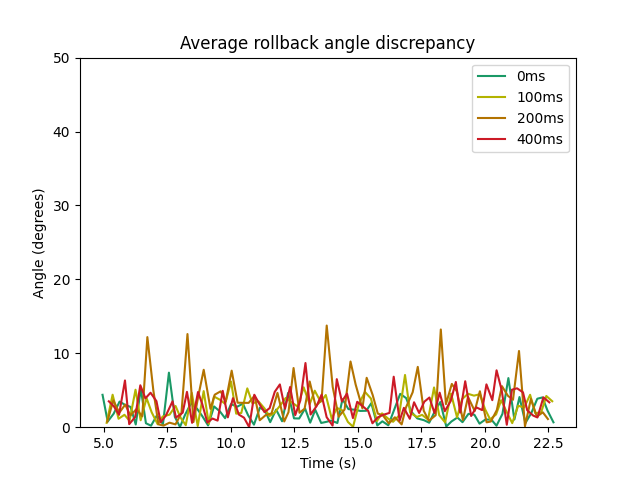 Average rollback angle discrepancy
50
40
30
20
10
0
Angle (degrees)
0ms
100ms
200ms
400ms
5.0 7.5 10.0 12.5 15.0 17.5 20.0 22.5
Time (s)